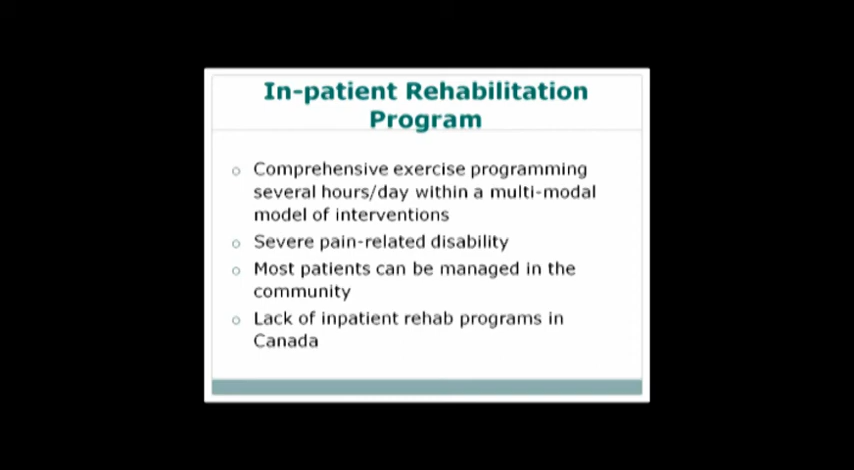 In-patient Rehabilitation
Program
Comprehensive exercise programming
several hours/day within a multi-modal
model of interventions
Severe pain-related disability
Most patients can be managed in the
community
Lack of inpatient rehab programs in
Canada